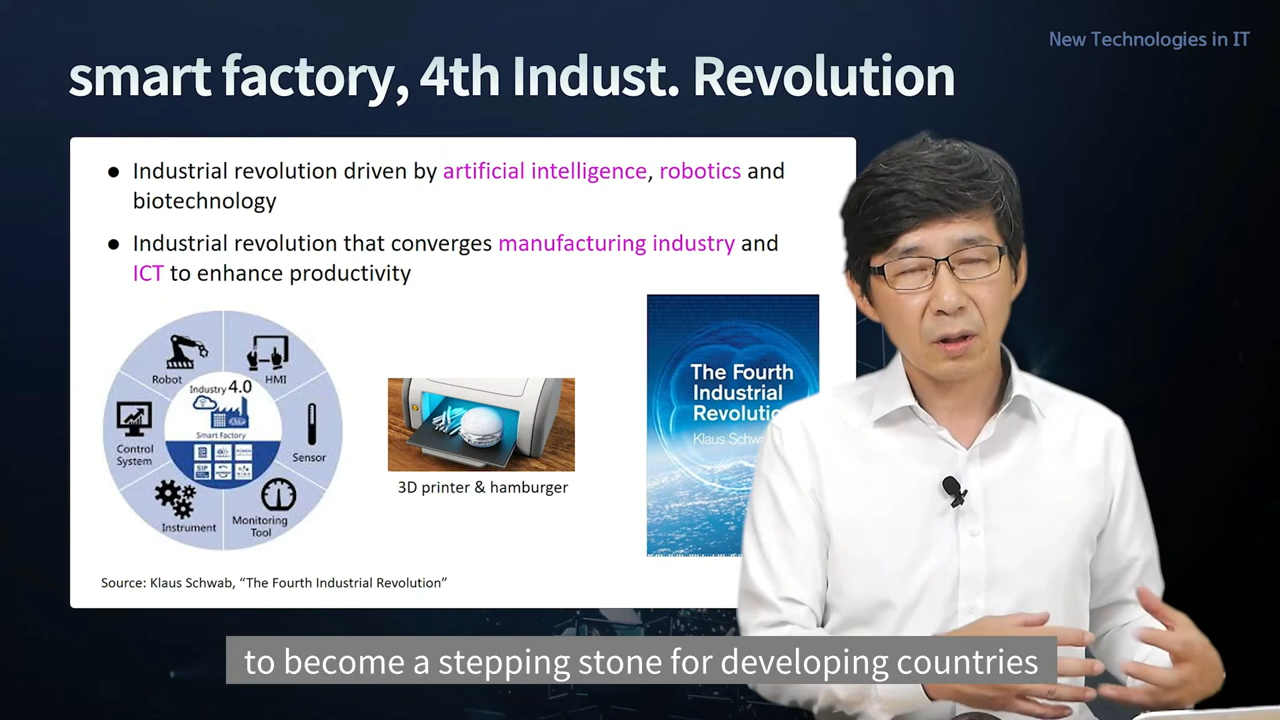 New Technologies in IT
smart factory, 4th Indust. Revolution
● Industrial revolution driven by artificial intelligence, robotics and
biotechnology
● Industrial revolution that converges manufacturing industry and
ICT to enhance productivity
Robot
HMI
Industry 4.0
Smart Factory
Control
System
Sensor
Instrument
Monitoring
Tool
3D printer & hamburger
The Fourth
Industrial
Revolutio
Klaus Schwa
Source: Klaus Schwab, “The Fourth Industrial Revolution”
to become a stepping stone for developing countries